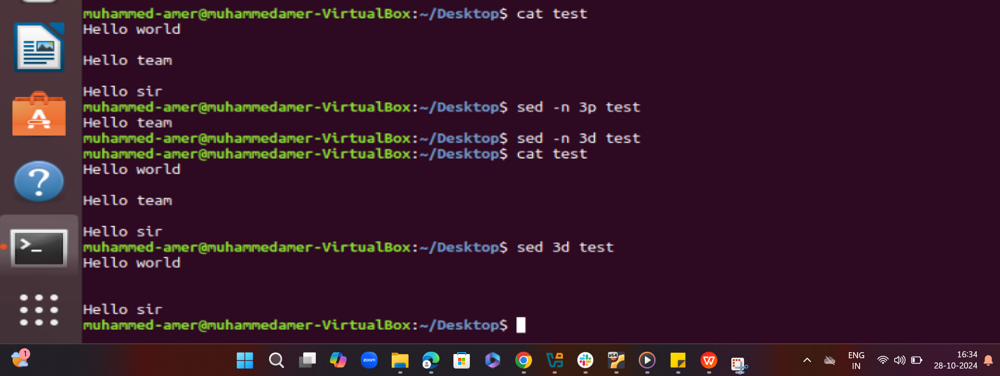 muhammed-amer@muhammedamer-VirtualBox:~/Desktop$ cat test
Hello world
Hello team
Hello sir
muhammed-amer@muhammedamer-VirtualBox:~/Desktop$ sed -n 3p test
Hello team
muhammed-amer@muhammedamer-VirtualBox:~/Desktop$ sed -n 3d test
muhammed-amer@muhammedamer-VirtualBox:~/Desktop$ cat test
Hello world
Hello team
Hello sir
muhammed-amer@muhammedamer-VirtualBox:~/Desktop$ sed 3d test
Hello world
Hello sir
muhammed-amer@muhammedamer-VirtualBox:~/Desktop$
1
zoom
x64
ENG
IN
16:34
28-10-2024